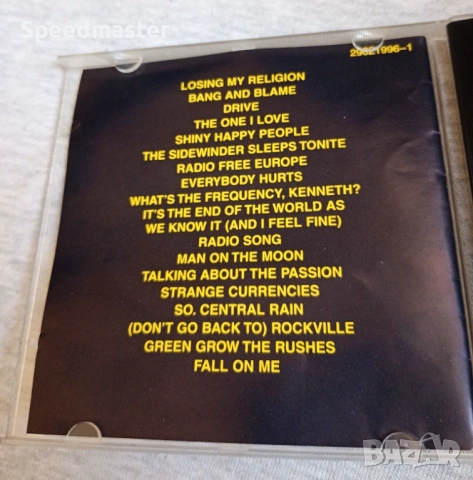 Speedmaster
29621996-1
LOSING MY RELIGION
BANG AND BLAME
DRIVE
THE ONE I LOVE
SHINY HAPPY PEOPLE
THE SIDEWINDER SLEEPS TONITE
RADIO FREE EUROPE
EVERYBODY HURTS
WHAT'S THE FREQUENCY, KENNETH?
IT'S THE END OF THE WORLD AS
WE KNOW IT (AND I FEEL FINE)
RADIO SONG
MAN ON THE MOON
TALKING ABOUT THE PASSION
STRANGE CURRENCIES
SO. CENTRAL RAIN
(DON'T GO BACK TO) ROCKVILLE
GREEN GROW THE RUSHES
FALL ON ME
BAZAR